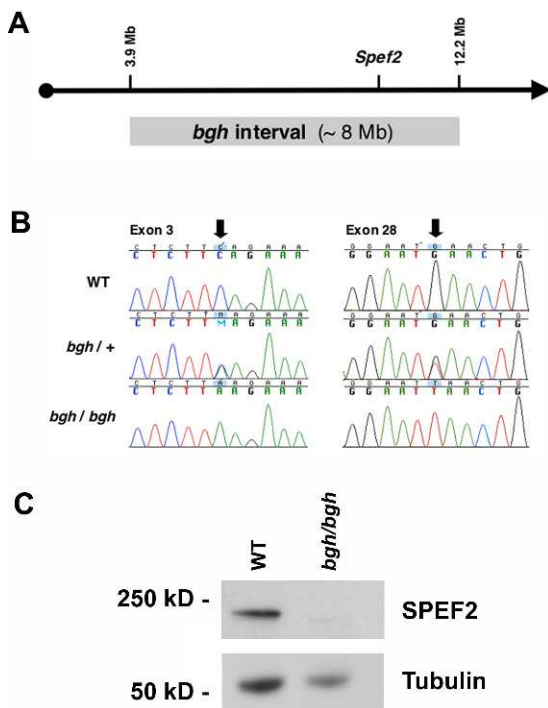 A
3.9 Mb
Spef2
12.2 Mb
bgh interval (~ 8 Mb)
B
Exon 3
Exon 28
C T C T T C A G A A A
C T C T T C A G A A A
G G A A T G A A C T G
G G A A T G A A C T G
WT
C T C T T M A G A A A
G G A A T G A A C T G
G G A A T G A A C T G
bgh / +
C T C T T A A G A A A
C T C T T A A G A A A
G G A A T T A A C T G
G G A A T T A A C T G
bgh / bgh
C
WT
bgh/bgh
250 kD -
SPEF2
50 kD -
Tubulin